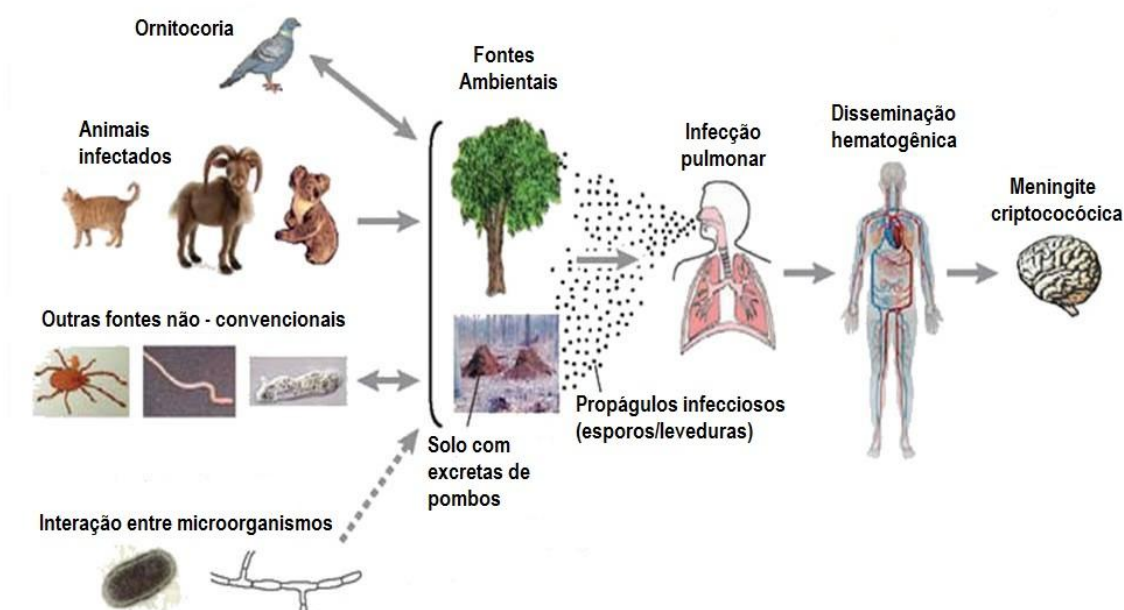 Ornitocoria
Fontes
Ambientais
Animais
infectados
Infecção
pulmonar
Disseminação
hematogênica
Meningite
criptococócica
Outras fontes não - convencionais
Propágulos infecciosos
(esporos/leveduras)
Solo com
excretas de
pombos
Interação entre microorganismos